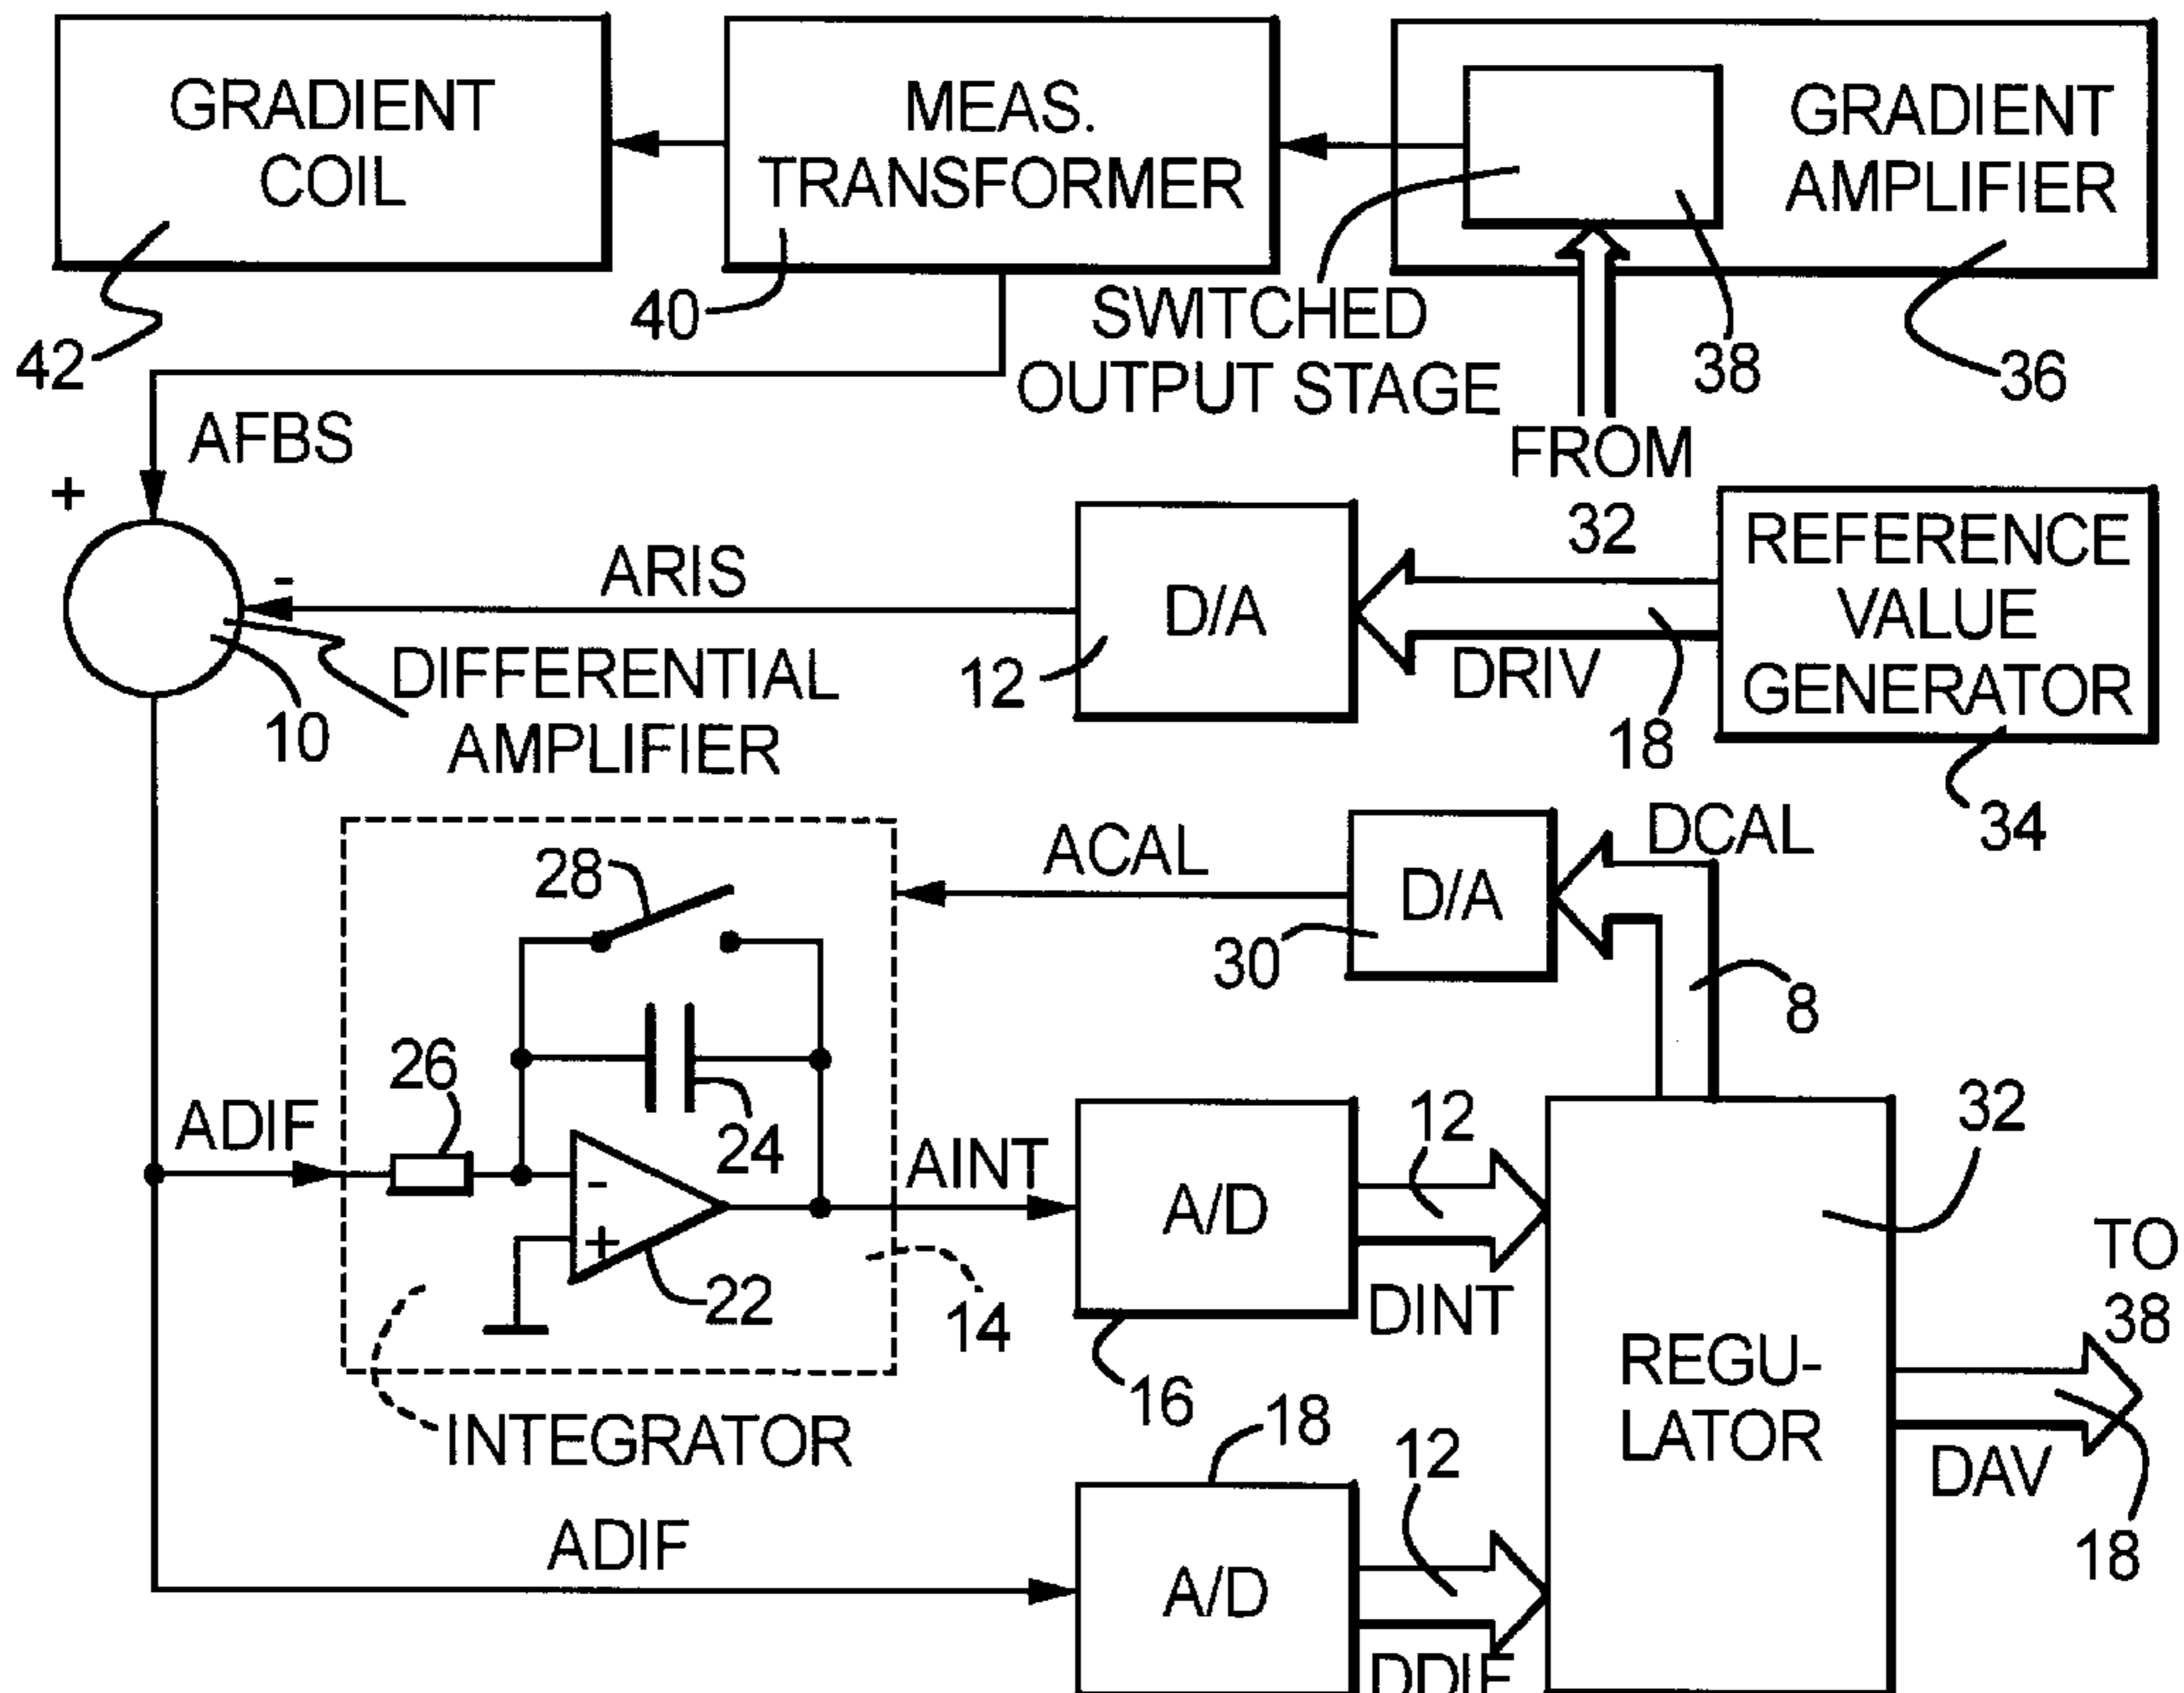 GRADIENT
COIL
42
MEAS.
TRANSFORMER
40
GRADIENT
AMPLIFIER
36
38
SWITCHED
OUTPUT STAGE
FROM
32
AFBS
+
-
ARIS
10
DIFFERENTIAL
AMPLIFIER
12
D/A
DRIV
18
REFERENCE
VALUE
GENERATOR
34
ACAL
30
D/A
DCAL
8
28
26
24
ADIF
-
+
22
AINT
14
INTEGRATOR
A/D
16
12
DINT
32
REGU-
LATOR
TO
38
DAV
18
ADIF
18
A/D
12
DDIF